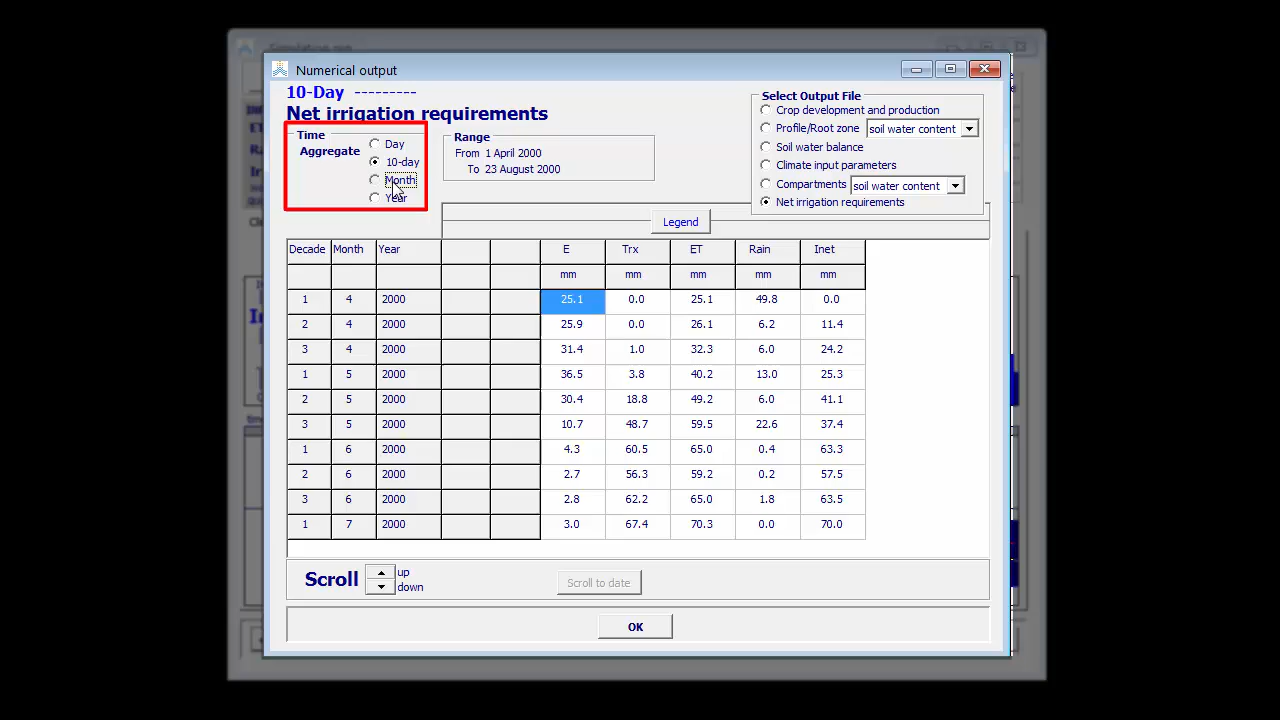 Numerical output
10-Day ---------
Net irrigation requirements
Time
Aggregate
Day
10-day
Month
Year
Range
From 1 April 2000
To 23 August 2000
Select Output File
Crop development and production
Profile/Root zone soil water content
Soil water balance
Climate input parameters
Compartments soil water content
Net irrigation requirements
Legend
Decade Month Year E Trx ET Rain Inet
mm mm mm mm mm
1 4 2000 25.1 0.0 25.1 49.8 0.0
2 4 2000 25.9 0.0 26.1 6.2 11.4
3 4 2000 31.4 1.0 32.3 6.0 24.2
1 5 2000 36.5 3.8 40.2 13.0 25.3
2 5 2000 30.4 18.8 49.2 6.0 41.1
3 5 2000 10.7 48.7 59.5 22.6 37.4
1 6 2000 4.3 60.5 65.0 0.4 63.3
2 6 2000 2.7 56.3 59.2 0.2 57.5
3 6 2000 2.8 62.2 65.0 1.8 63.5
1 7 2000 3.0 67.4 70.3 0.0 70.0
Scroll
up
down
Scroll to date
OK